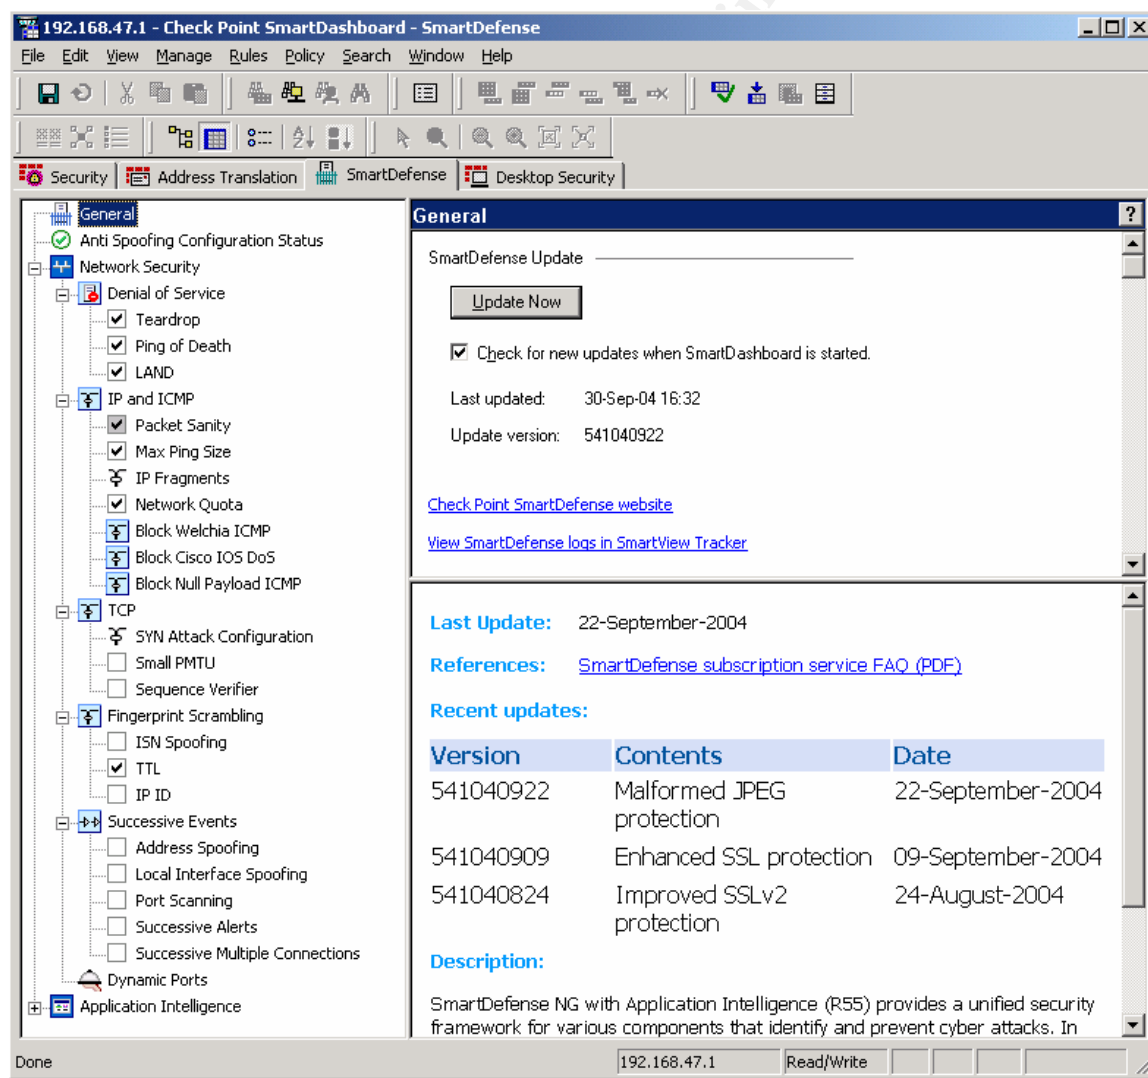 192.168.47.1 - Check Point SmartDashboard - SmartDefense
File Edit View Manage Rules Policy Search Window Help
Security Address Translation SmartDefense Desktop Security
General
Anti Spoofing Configuration Status
Network Security
Denial of Service
Teardrop
Ping of Death
LAND
IP and ICMP
Packet Sanity
Max Ping Size
IP Fragments
Network Quota
Block Welchia ICMP
Block Cisco IOS DoS
Block Null Payload ICMP
TCP
SYN Attack Configuration
Small PMTU
Sequence Verifier
Fingerprint Scrambling
ISN Spoofing
TTL
IP ID
Successive Events
Address Spoofing
Local Interface Spoofing
Port Scanning
Successive Alerts
Successive Multiple Connections
Dynamic Ports
Application Intelligence
General ?
SmartDefense Update
Update Now
Check for new updates when SmartDashboard is started.
Last updated: 30-Sep-04 16:32
Update version: 541040922
Check Point SmartDefense website
View SmartDefense logs in SmartView Tracker
Last Update: 22-September-2004
References: SmartDefense subscription service FAQ (PDF)
Recent updates:
Version Contents Date
541040922 Malformed JPEG 22-September-2004
protection
541040909 Enhanced SSL protection 09-September-2004
541040824 Improved SSLv2 24-August-2004
protection
Description:
SmartDefense NG with Application Intelligence (R55) provides a unified security
framework for various components that identify and prevent cyber attacks. In
Done 192.168.47.1 Read/Write